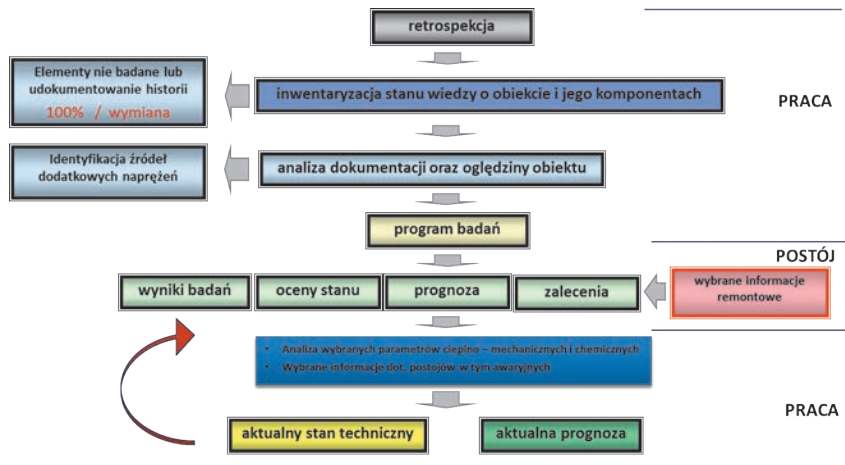 retrospekcja
Elementy nie badane lub
udokumentowanie historii
100% / wymiana
inwentaryzacja stanu wiedzy o obiekcie i jego komponentach
PRACA
Identyfikacja źródeł
dodatkowych naprężeń
analiza dokumentacji oraz oględziny obiektu
program badań
POSTÓJ
wyniki badań
oceny stanu
prognoza
zalecenia
wybrane informacje
remontowe
• Analiza wybranych parametrów cieplno – mechanicznych i chemicznych
• Wybrane informacje dot. postojów w tym awaryjnych
PRACA
aktualny stan techniczny
aktualna prognoza